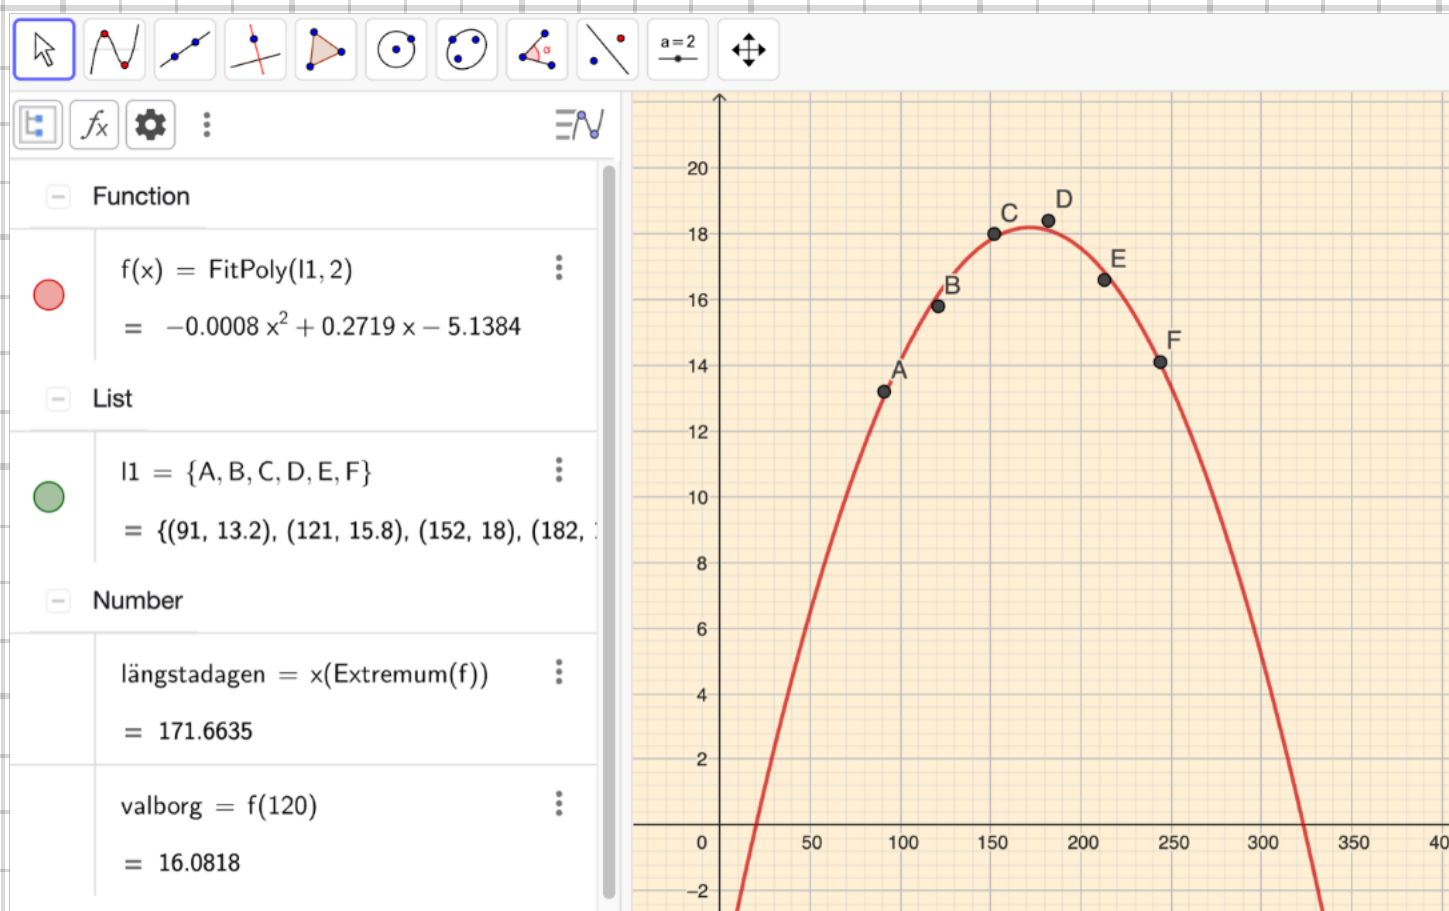 a = 2
α
fx
Function
f(x) = FitPoly(l1, 2)
= −0.0008 x² + 0.2719 x − 5.1384
List
l1 = {A, B, C, D, E, F}
= {(91, 13.2), (121, 15.8), (152, 18), (182,
Number
längstadagen = x(Extremum(f))
= 171.6635
valborg = f(120)
= 16.0818
20
18
16
14
12
10
8
6
4
2
0
−2
50 100 150 200 250 300 350 40
A
B
C
D
E
F